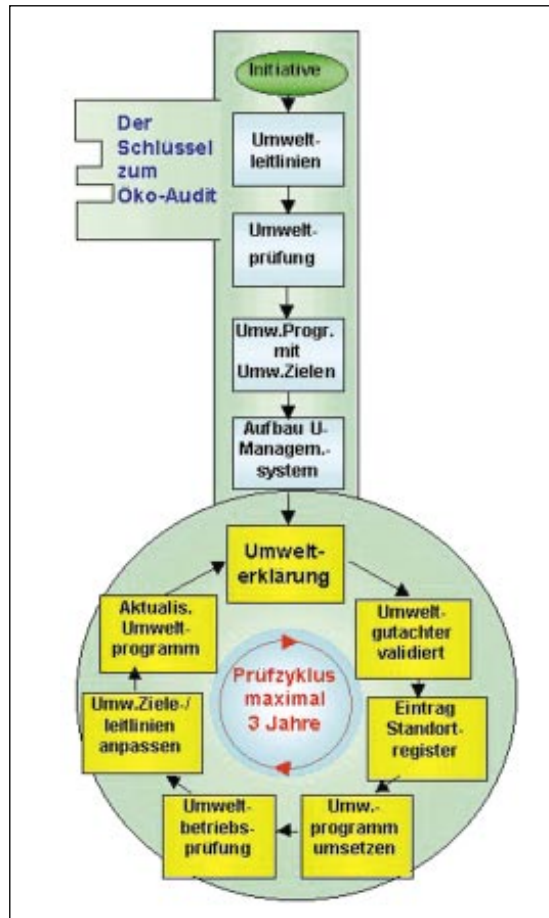 Initiative
Der
Schlüssel
zum
Öko-Audit
Umwelt-
leitlinien
Umwelt-
prüfung
Umw.Progr.
mit
Umw.Zielen
Aufbau U-
Managem.-
system
Umwelt-
erklärung
Umwelt-
gutachter
validiert
Eintrag
Standort-
register
Umw.-
programm
umsetzen
Umwelt-
betriebs-
prüfung
Umw.Ziele-/
leitlinien
anpassen
Aktualis.
Umwelt-
programm
Prüfzyklus
maximal
3 Jahre